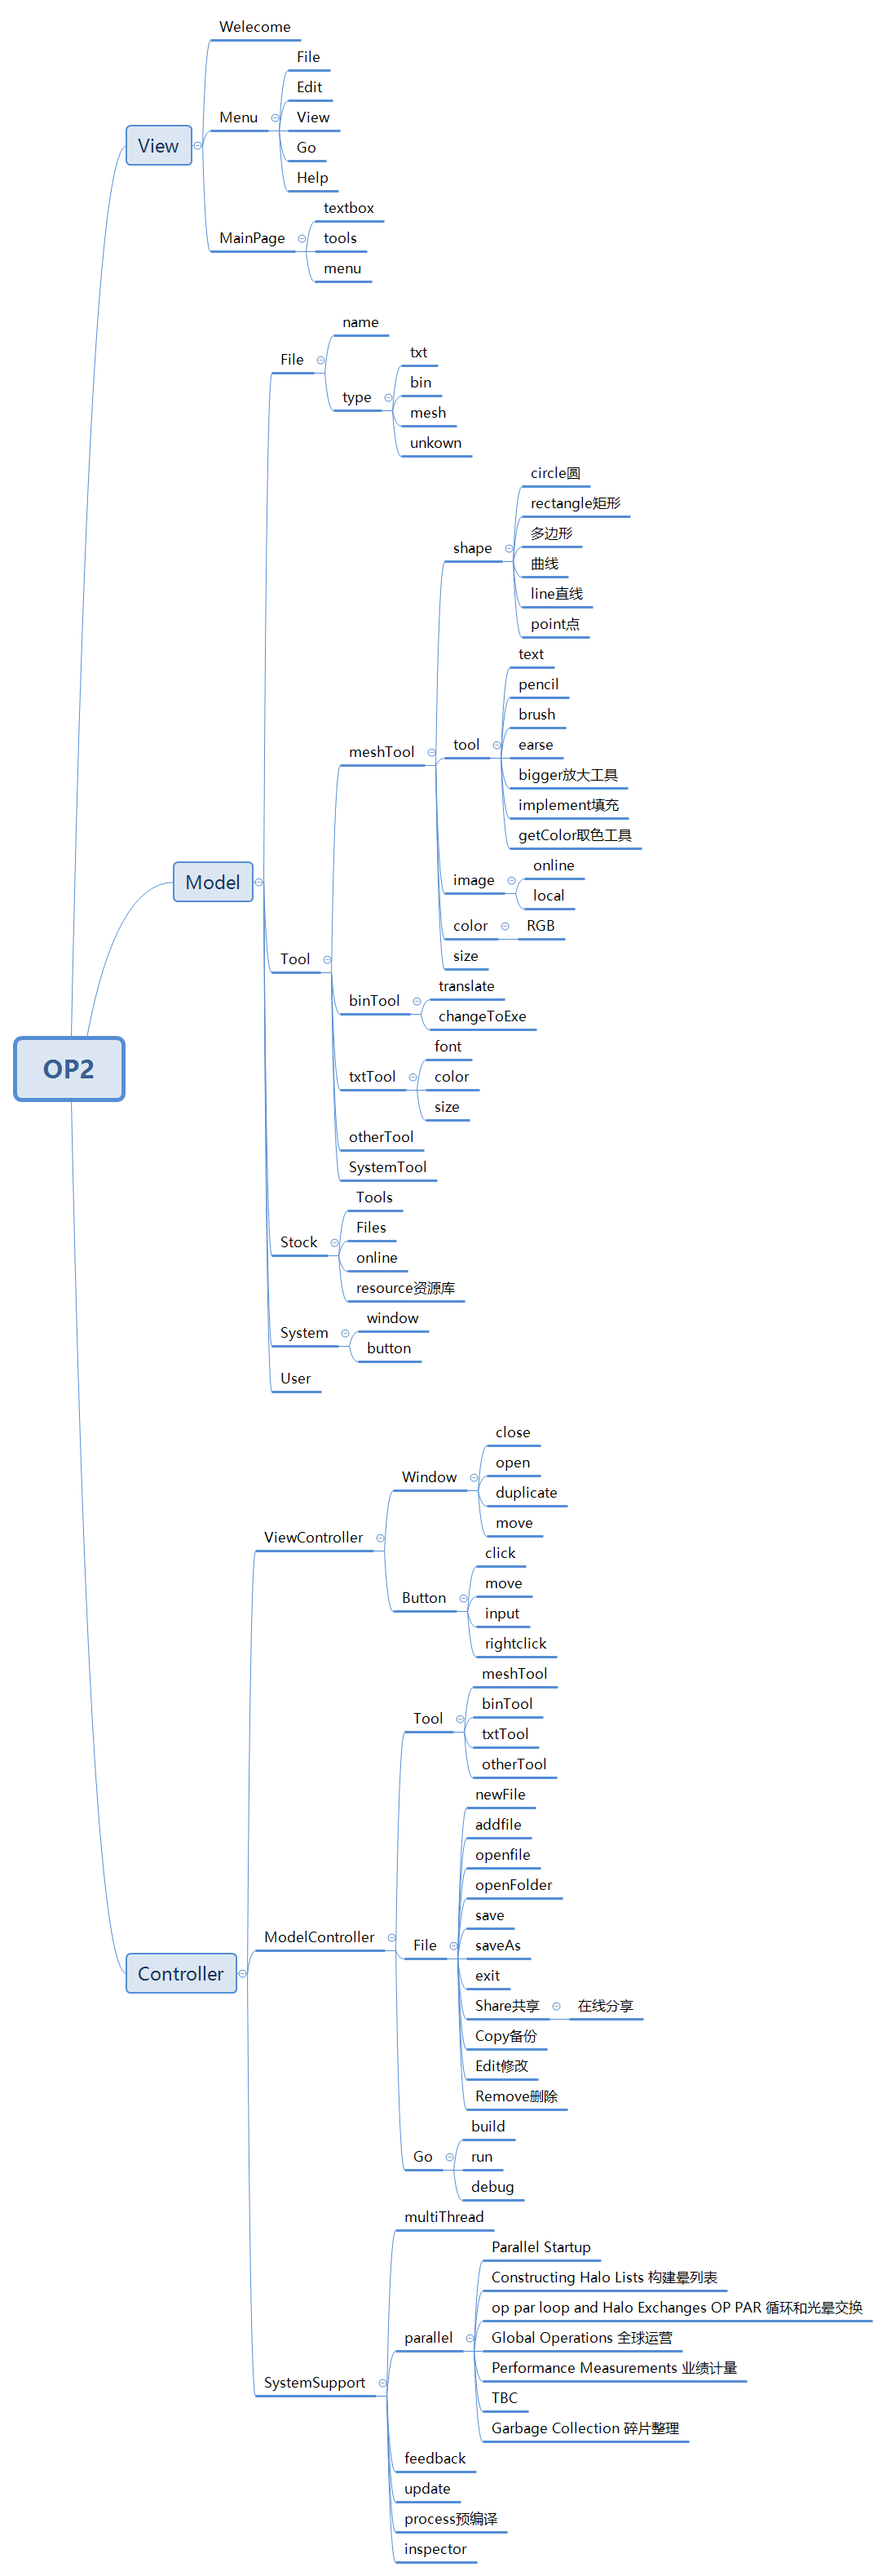 Welecome
File
Edit
Menu
View
View
Go
Help
textbox
MainPage
tools
menu
name
File
txt
type
bin
mesh
unkown
circle圆
rectangle矩形
多边形
shape
曲线
line直线
point点
text
pencil
brush
meshTool
tool
earse
bigger放大工具
implement填充
getColor取色工具
online
image
Model
local
color
RGB
Tool
size
translate
binTool
changeToExe
font
OP2
txtTool
color
size
otherTool
SystemTool
Tools
Files
Stock
online
resource资源库
window
System
button
User
close
open
Window
duplicate
move
ViewController
click
move
Button
input
rightclick
meshTool
binTool
Tool
txtTool
otherTool
newFile
addfile
openfile
openFolder
save
ModelController
File
saveAs
Controller
exit
Share共享
在线分享
Copy备份
Edit修改
Remove删除
build
Go
run
debug
multiThread
Parallel Startup
Constructing Halo Lists 构建晕列表
op par loop and Halo Exchanges OP PAR 循环和光晕交换
parallel
Global Operations 全球运营
Performance Measurements 业绩计量
SystemSupport
TBC
Garbage Collection 碎片整理
feedback
update
process预编译
inspector